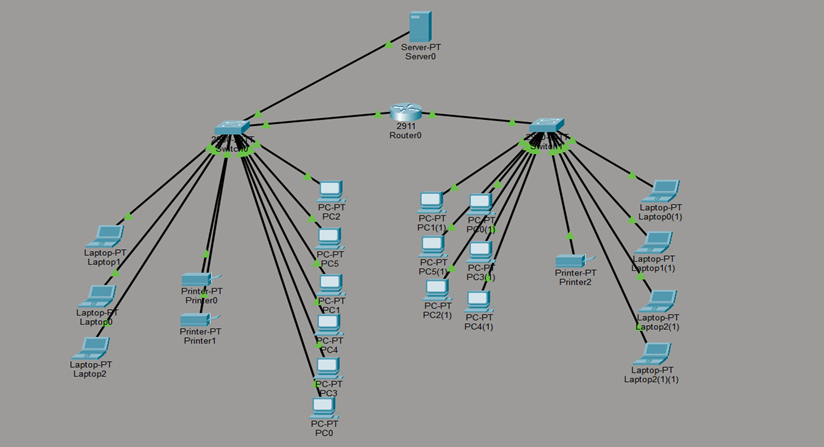 Server-PT
Server0
2911
Router0
PC-PT
PC2
PC-PT
PC5
PC-PT
PC1
PC-PT
PC4
PC-PT
PC3
PC-PT
PC0
Laptop-PT
Laptop1
Laptop-PT
Laptop0
Laptop-PT
Laptop2
Printer-PT
Printer0
Printer-PT
Printer1
PC-PT
PC1(1)
PC-PT
PC0(1)
PC-PT
PC5(1)
PC-PT
PC3(1)
PC-PT
PC2(1)
PC-PT
PC4(1)
Printer-PT
Printer2
Laptop-PT
Laptop0(1)
Laptop-PT
Laptop1(1)
Laptop-PT
Laptop2(1)
Laptop-PT
Laptop2(1)(1)